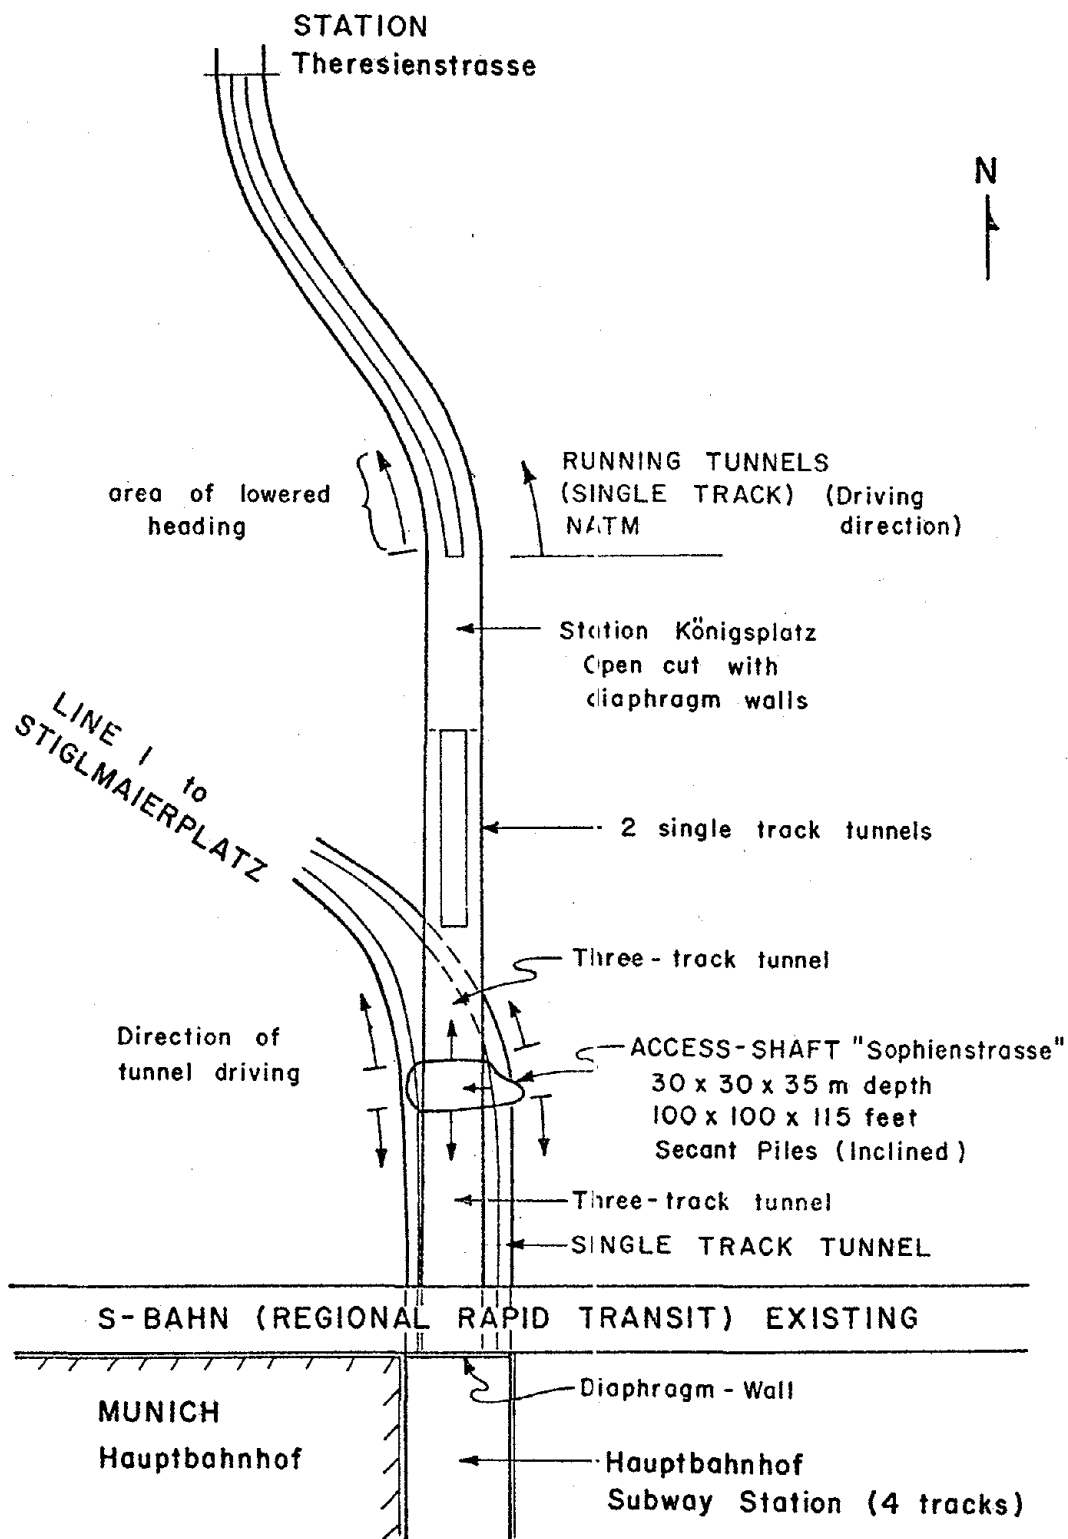 STATION
Theresienstrasse
N
RUNNING TUNNELS
(SINGLE TRACK) (Driving
NATM direction)
area of lowered
heading
Station Königsplatz
Open cut with
diaphragm walls
LINE 1 to
STIGLMAIERPLATZ
2 single track tunnels
Three-track tunnel
Direction of
tunnel driving
ACCESS-SHAFT "Sophienstrasse"
30 x 30 x 35 m depth
100 x 100 x 115 feet
Secant Piles (Inclined)
Three-track tunnel
SINGLE TRACK TUNNEL
S-BAHN (REGIONAL RAPID TRANSIT) EXISTING
Diaphragm-Wall
MUNICH
Hauptbahnhof
Hauptbahnhof
Subway Station (4 tracks)